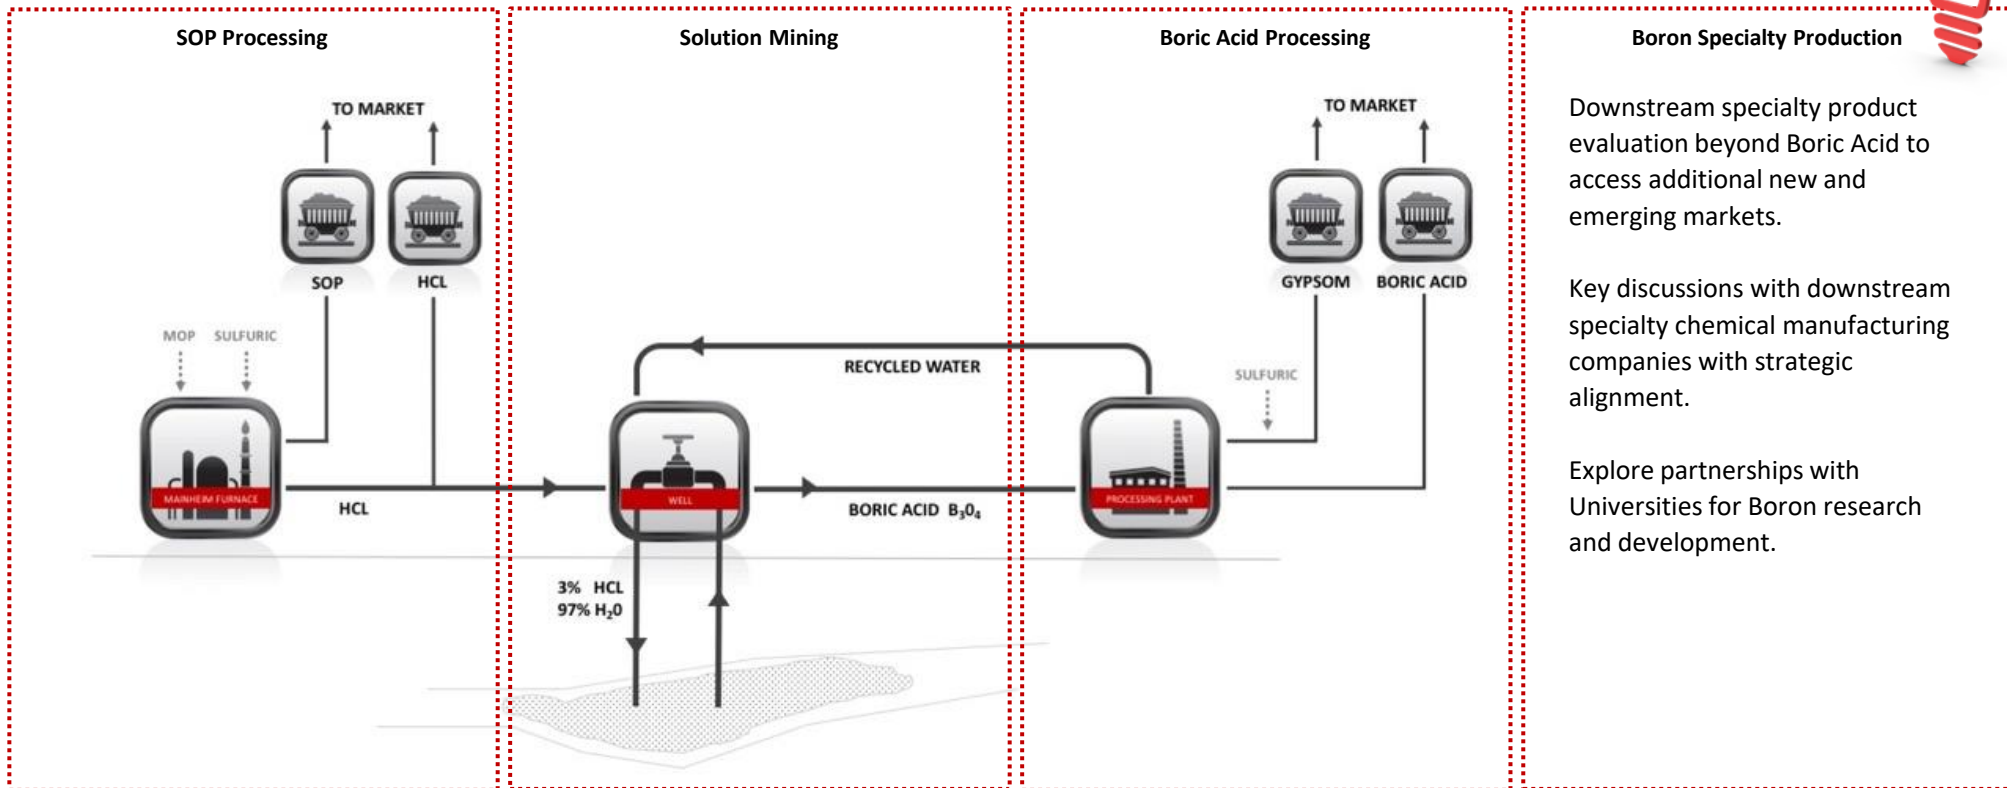 SOP Processing
TO MARKET
SOP
HCL
MOP
SULFURIC
MAINHEIM FURNACE
HCL
Solution Mining
RECYCLED WATER
WELL
BORIC ACID B₃0₄
3% HCL
97% H₂0
Boric Acid Processing
TO MARKET
GYPSOM
BORIC ACID
SULFURIC
PROCESSING PLANT
Boron Specialty Production
Downstream specialty product
evaluation beyond Boric Acid to
access additional new and
emerging markets.
Key discussions with downstream
specialty chemical manufacturing
companies with strategic
alignment.
Explore partnerships with
Universities for Boron research
and development.